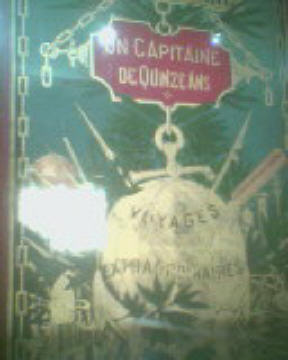 UN CAPITAINE
DE QUINZE ANS
VOYAGES
EXTRAORDINAIRES